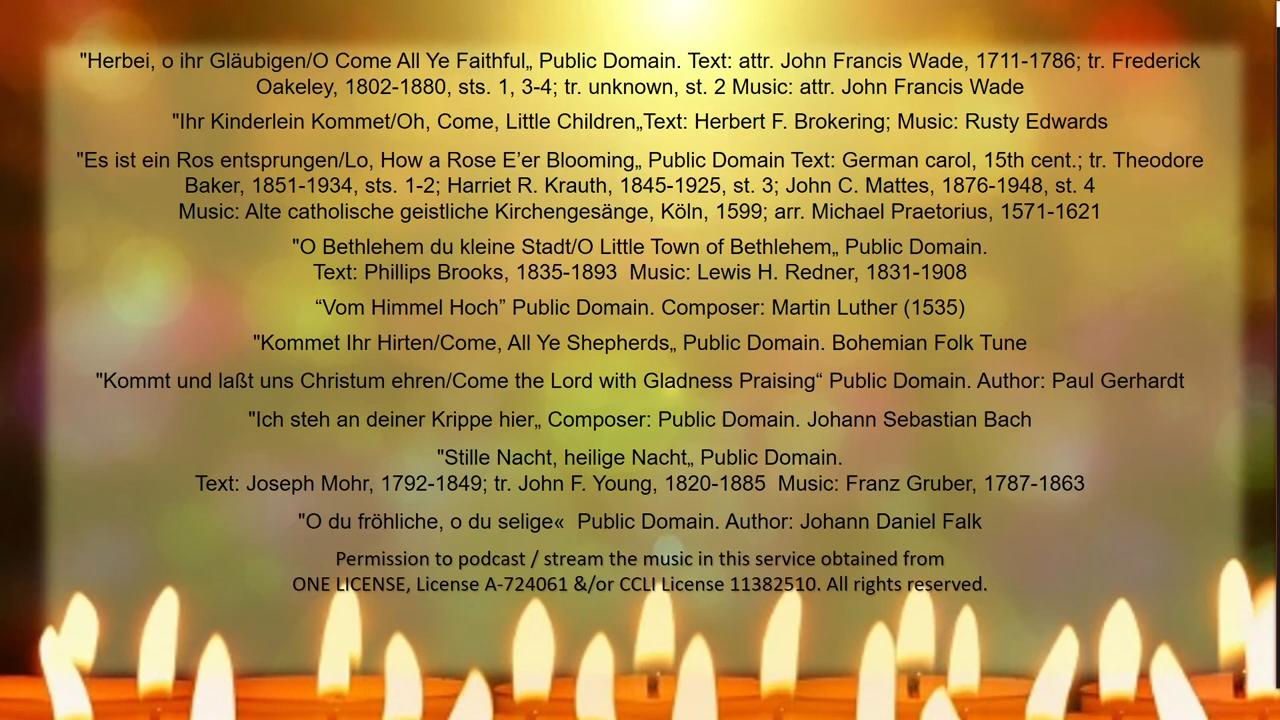 "Herbei, o ihr Gläubigen/O Come All Ye Faithful„ Public Domain. Text: attr. John Francis Wade, 1711-1786; tr. Frederick
Oakeley, 1802-1880, sts. 1, 3-4; tr. unknown, st. 2 Music: attr. John Francis Wade
"Ihr Kinderlein Kommet/Oh, Come, Little Children„Text: Herbert F. Brokering; Music: Rusty Edwards
"Es ist ein Ros entsprungen/Lo, How a Rose E’er Blooming„ Public Domain Text: German carol, 15th cent.; tr. Theodore
Baker, 1851-1934, sts. 1-2; Harriet R. Krauth, 1845-1925, st. 3; John C. Mattes, 1876-1948, st. 4
Music: Alte catholische geistliche Kirchengesänge, Köln, 1599; arr. Michael Praetorius, 1571-1621
"O Bethlehem du kleine Stadt/O Little Town of Bethlehem„ Public Domain.
Text: Phillips Brooks, 1835-1893  Music: Lewis H. Redner, 1831-1908
“Vom Himmel Hoch” Public Domain. Composer: Martin Luther (1535)
"Kommet Ihr Hirten/Come, All Ye Shepherds„ Public Domain. Bohemian Folk Tune
"Kommt und laßt uns Christum ehren/Come the Lord with Gladness Praising“ Public Domain. Author: Paul Gerhardt
"Ich steh an deiner Krippe hier„ Composer: Public Domain. Johann Sebastian Bach
"Stille Nacht, heilige Nacht„ Public Domain.
Text: Joseph Mohr, 1792-1849; tr. John F. Young, 1820-1885  Music: Franz Gruber, 1787-1863
"O du fröhliche, o du selige«  Public Domain. Author: Johann Daniel Falk
Permission to podcast / stream the music in this service obtained from
ONE LICENSE, License A-724061 &/or CCLI License 11382510. All rights reserved.